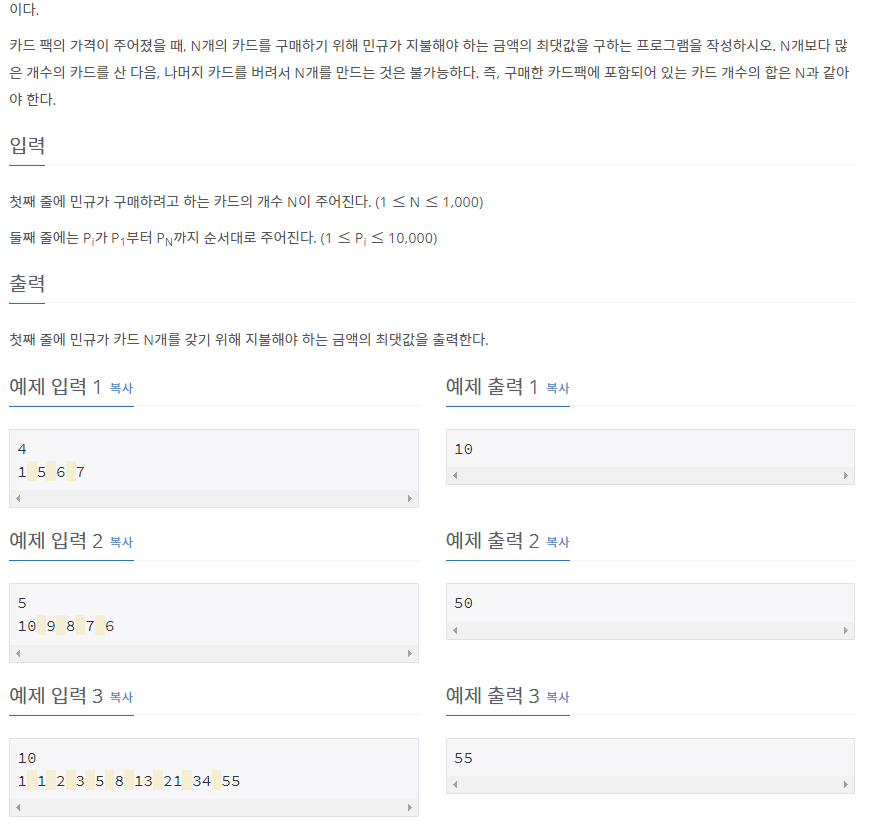 이다.
카드 팩의 가격이 주어졌을 때, N개의 카드를 구매하기 위해 민규가 지불해야 하는 금액의 최댓값을 구하는 프로그램을 작성하시오. N개보다 많
은 개수의 카드를 산 다음, 나머지 카드를 버려서 N개를 만드는 것은 불가능하다. 즉, 구매한 카드팩에 포함되어 있는 카드 개수의 합은 N과 같아
야 한다.
입력
첫째 줄에 민규가 구매하려고 하는 카드의 개수 N이 주어진다. (1 ≤ N ≤ 1,000)
둘째 줄에는 Pi가 P1부터 PN까지 순서대로 주어진다. (1 ≤ Pi ≤ 10,000)
출력
첫째 줄에 민규가 카드 N개를 갖기 위해 지불해야 하는 금액의 최댓값을 출력한다.
예제 입력 1 복사
4
1 5 6 7
예제 출력 1 복사
10
예제 입력 2 복사
5
10 9 8 7 6
예제 출력 2 복사
50
예제 입력 3 복사
10
1 1 2 3 5 8 13 21 34 55
예제 출력 3 복사
55